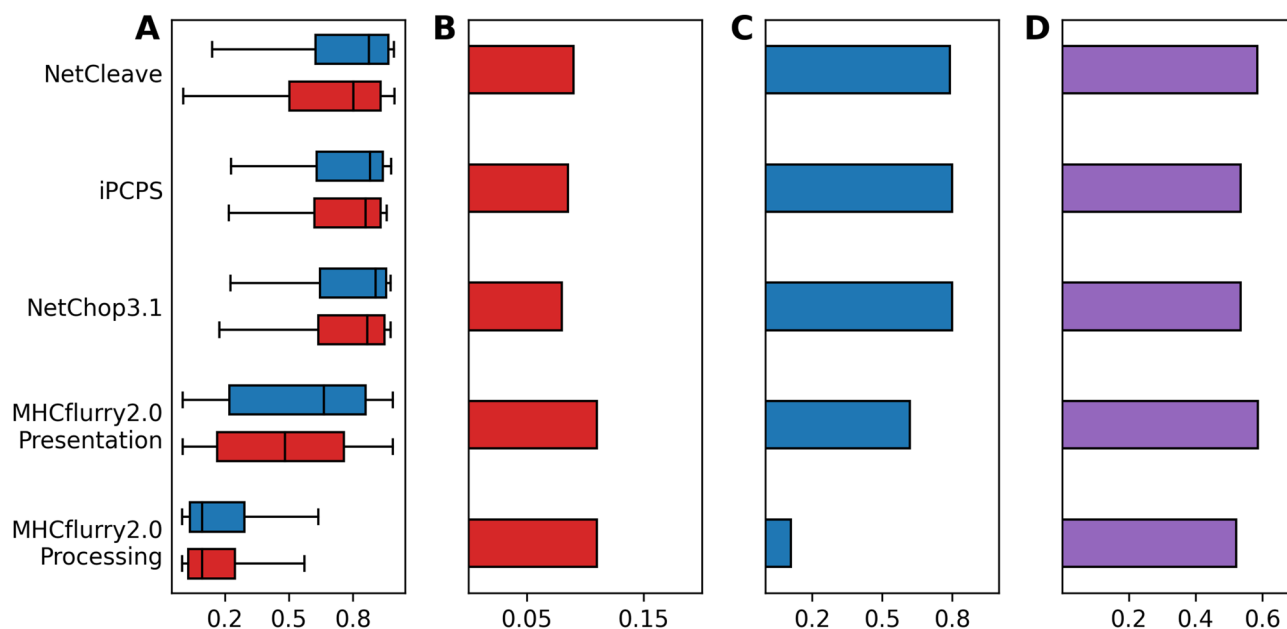 A B C D
NetCleave
iPCPS
NetChop3.1
MHCflurry2.0
Presentation
MHCflurry2.0
Processing
0.2 0.5 0.8 0.05 0.15 0.2 0.5 0.8 0.2 0.4 0.6